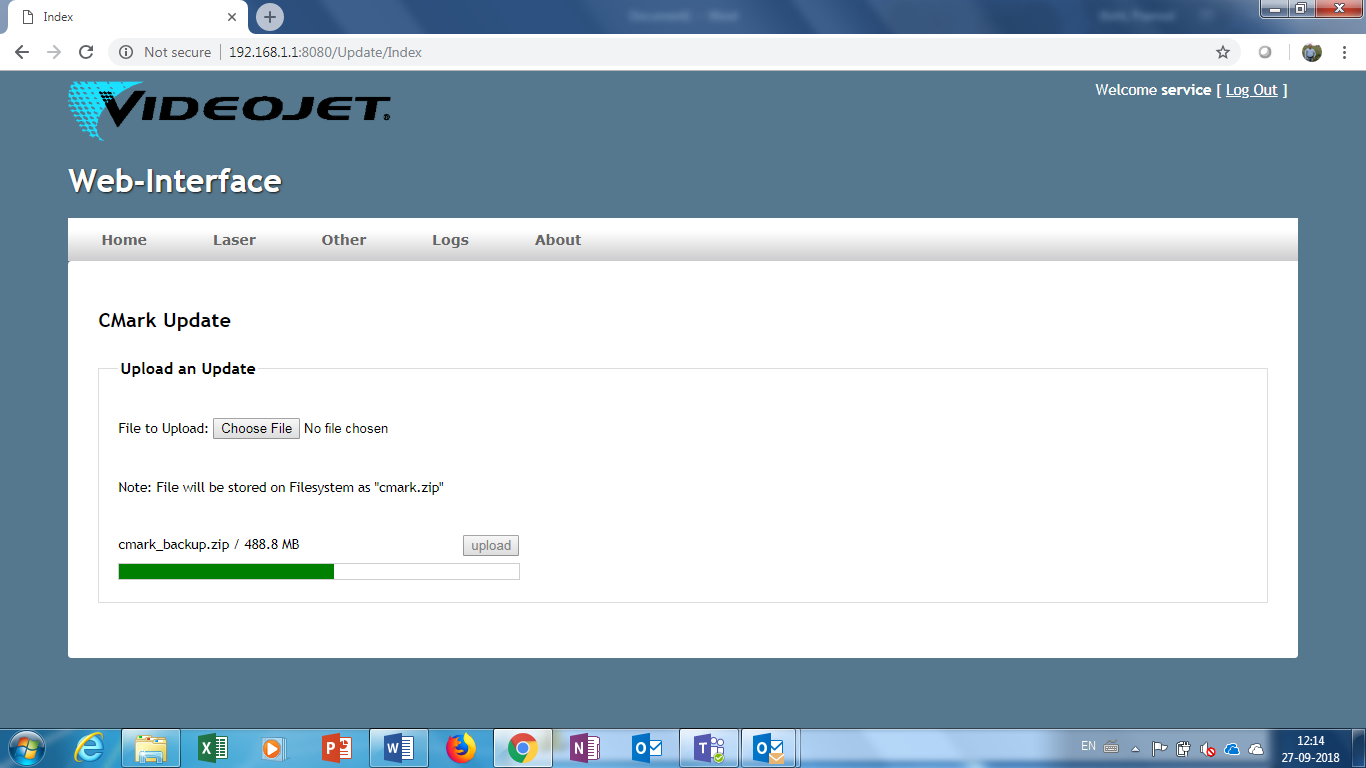 Index
Not secure 192.168.1.1:8080/Update/Index
VIDEOJET®
Welcome service [ Log Out ]
Web-Interface
Home Laser Other Logs About
CMark Update
Upload an Update
File to Upload: Choose File No file chosen
Note: File will be stored on Filesystem as "cmark.zip"
cmark_backup.zip / 488.8 MB upload
EN
12:14
27-09-2018